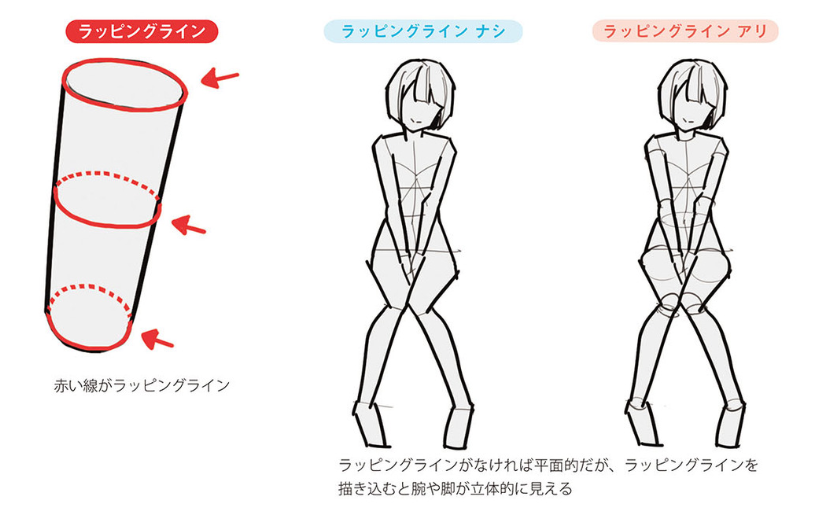 ラッピングライン
ラッピングライン ナシ
ラッピングライン アリ
赤い線がラッピングライン
ラッピングラインがなければ平面的だが、ラッピングラインを
描き込むと腕や脚が立体的に見える